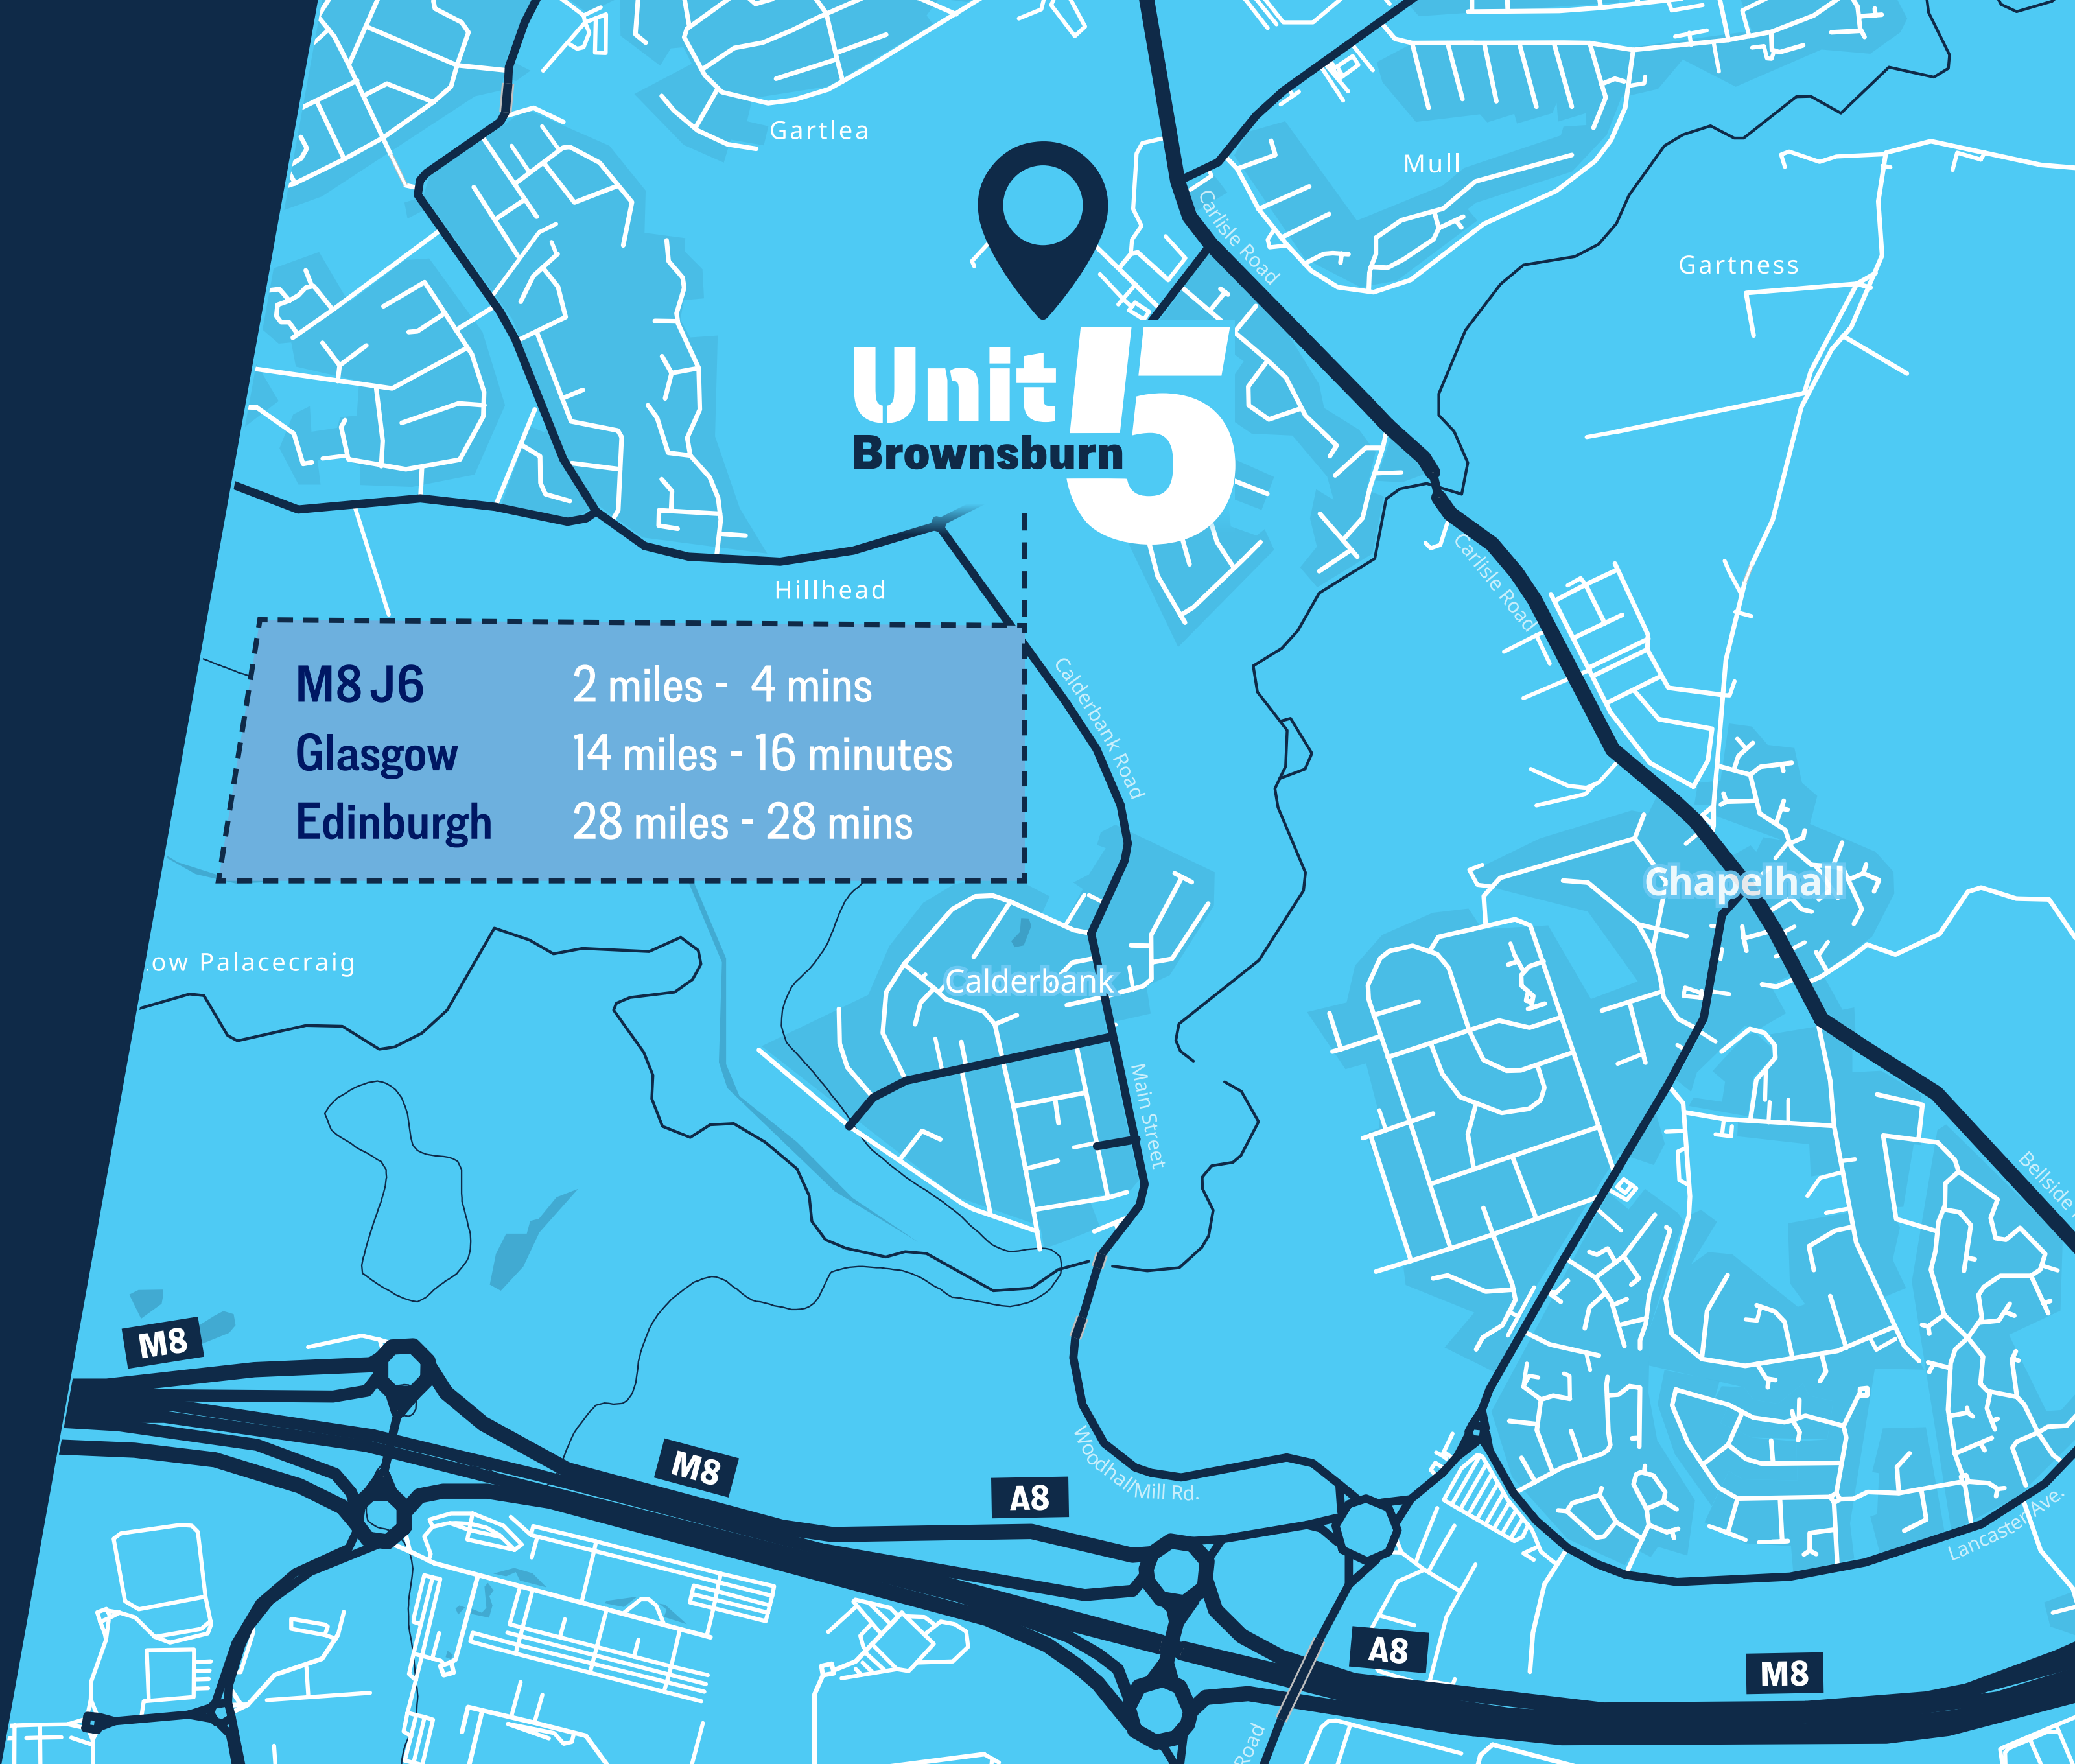 Gartlea
Mull
Carlisle Road
Gartness
Unit 5
Brownsburn
Carlisle Road
Hillhead
M8 J6 2 miles - 4 mins
Glasgow 14 miles - 16 minutes
Edinburgh 28 miles - 28 mins
Calderbank Road
Chapelhall
ow Palacecraig
Calderbank
Main Street
Bellside
M8
M8
A8
Woodhall/Mill Rd.
Lancaster Ave.
A8
M8
Road